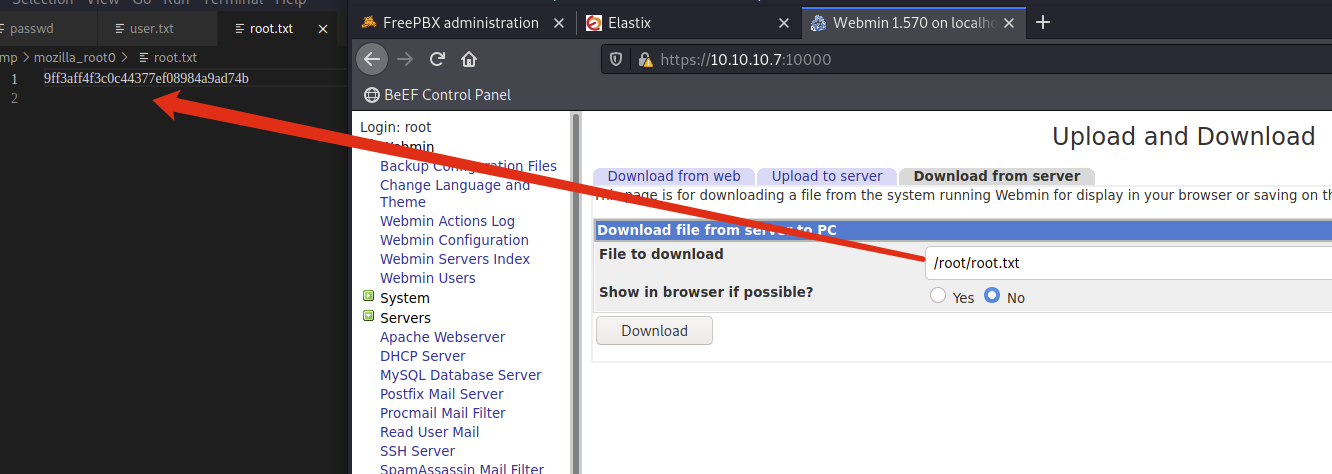 Selection View Go Run Terminal Help
passwd
user.txt
root.txt
mp > mozilla_root0 > root.txt
1 9ff3aff4f3c0c44377ef08984a9ad74b
2
FreePBX administration
Elastix
Webmin 1.570 on localho
https://10.10.10.7:10000
BeEF Control Panel
Login: root
Webmin
Backup Configuration Files
Change Language and
Theme
Webmin Actions Log
Webmin Configuration
Webmin Servers Index
Webmin Users
System
Servers
Apache Webserver
DHCP Server
MySQL Database Server
Postfix Mail Server
Procmail Mail Filter
Read User Mail
SSH Server
SpamAssassin Mail Filter
Upload and Download
Download from web
Upload to server
Download from server
This page is for downloading a file from the system running Webmin for display in your browser or saving on th
Download file from server to PC
File to download
/root/root.txt
Show in browser if possible?
Yes
No
Download